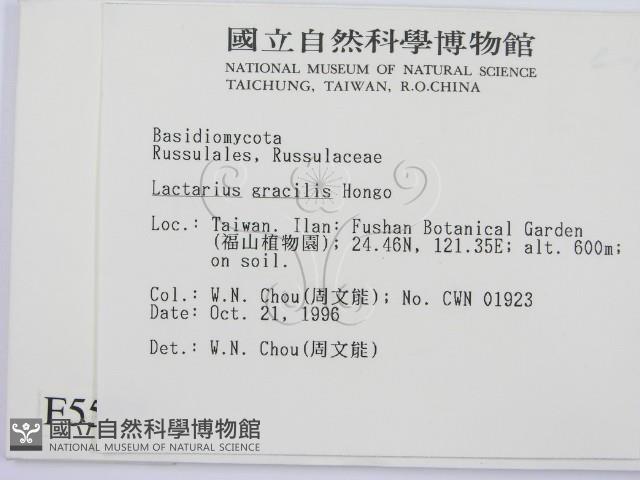 國立自然科學博物館
NATIONAL MUSEUM OF NATURAL SCIENCE
TAICHUNG, TAIWAN, R.O.CHINA
Basidiomycota
Russulales, Russulaceae
Lactarius gracilis Hongo
Loc.: Taiwan. Ilan: Fushan Botanical Garden
(福山植物園); 24.46N, 121.35E; alt. 600m;
on soil.
Col.: W.N. Chou(周文能); No. CWN 01923
Date: Oct. 21, 1996
Det.: W.N. Chou(周文能)
F55
國立自然科學博物館
NATIONAL MUSEUM OF NATURAL SCIENCE